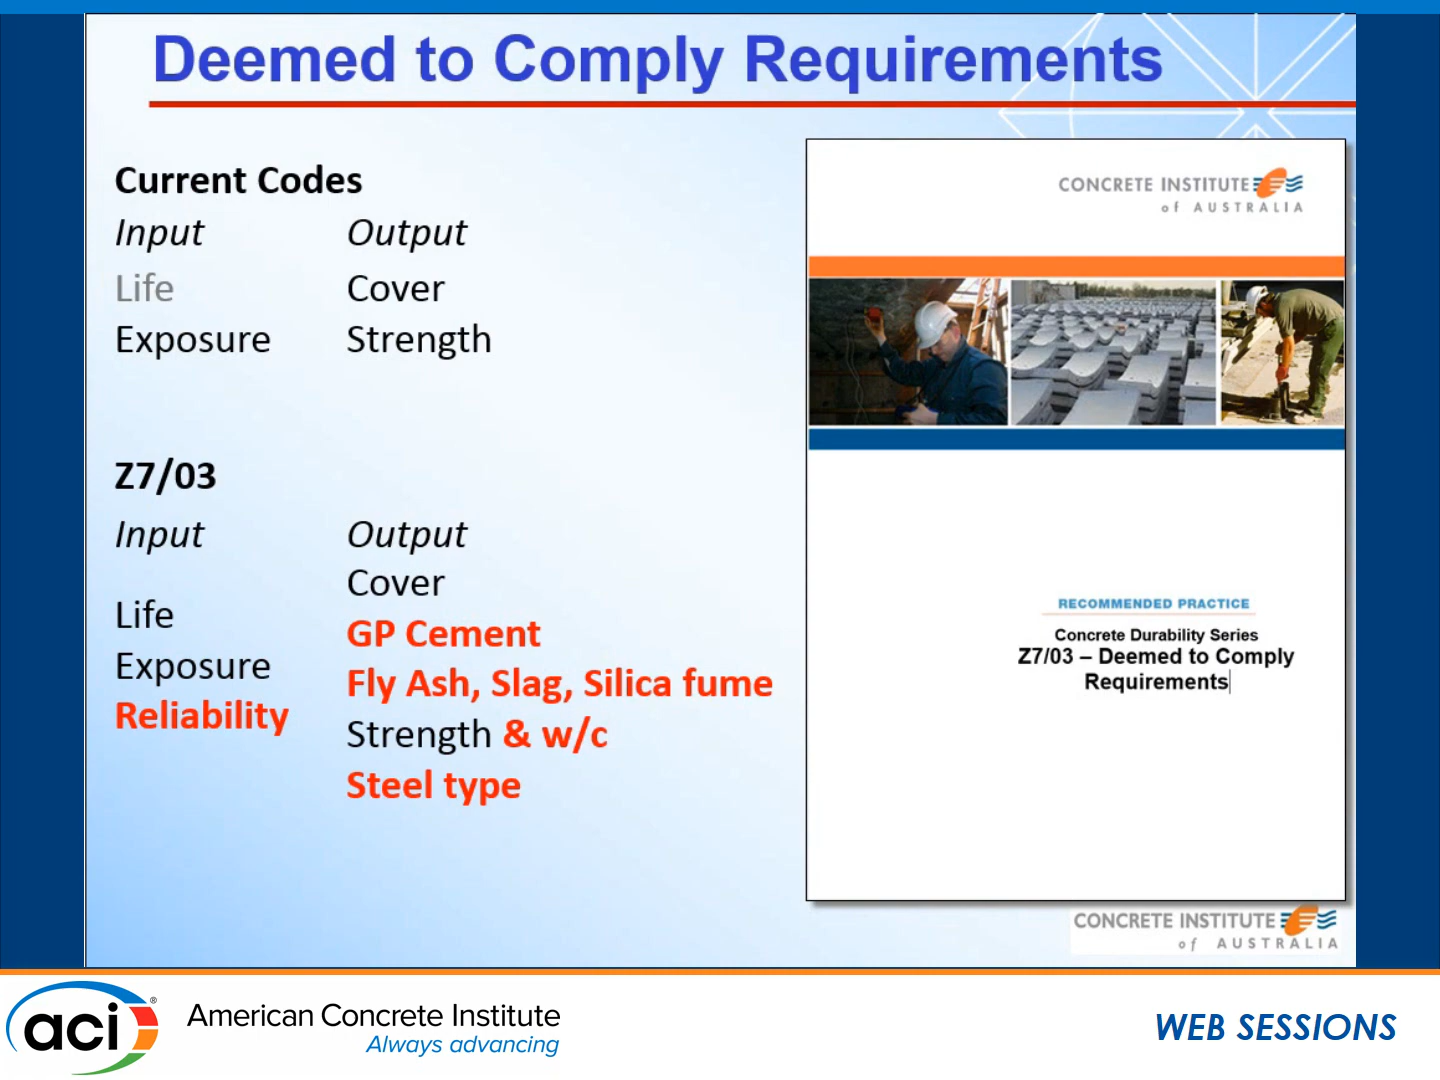 Deemed to Comply Requirements
Current Codes
Input Output
Life Cover
Exposure Strength
Z7/03
Input Output
Cover
Life
GP Cement
Exposure
Fly Ash, Slag, Silica fume
Reliability
Strength & w/c
Steel type
CONCRETE INSTITUTE
of AUSTRALIA
RECOMMENDED PRACTICE
Concrete Durability Series
Z7/03 – Deemed to Comply
Requirements
CONCRETE INSTITUTE
of AUSTRALIA
aci®
American Concrete Institute
Always advancing
WEB SESSIONS